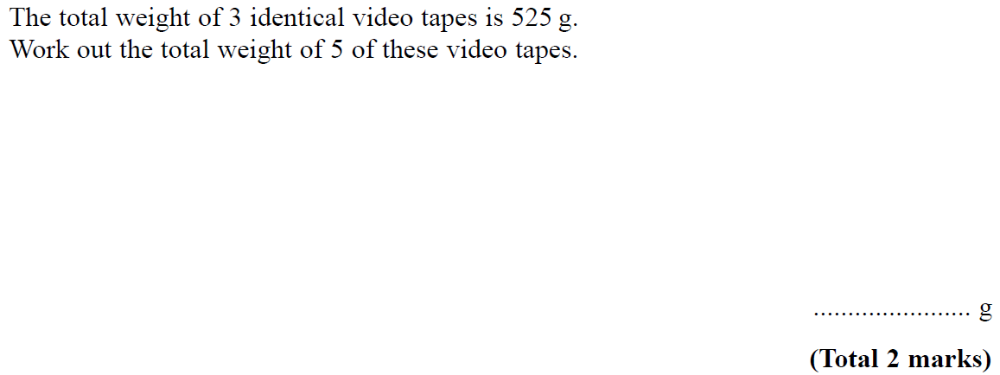 The total weight of 3 identical video tapes is 525 g.
Work out the total weight of 5 of these video tapes.
....................... g
(Total 2 marks)